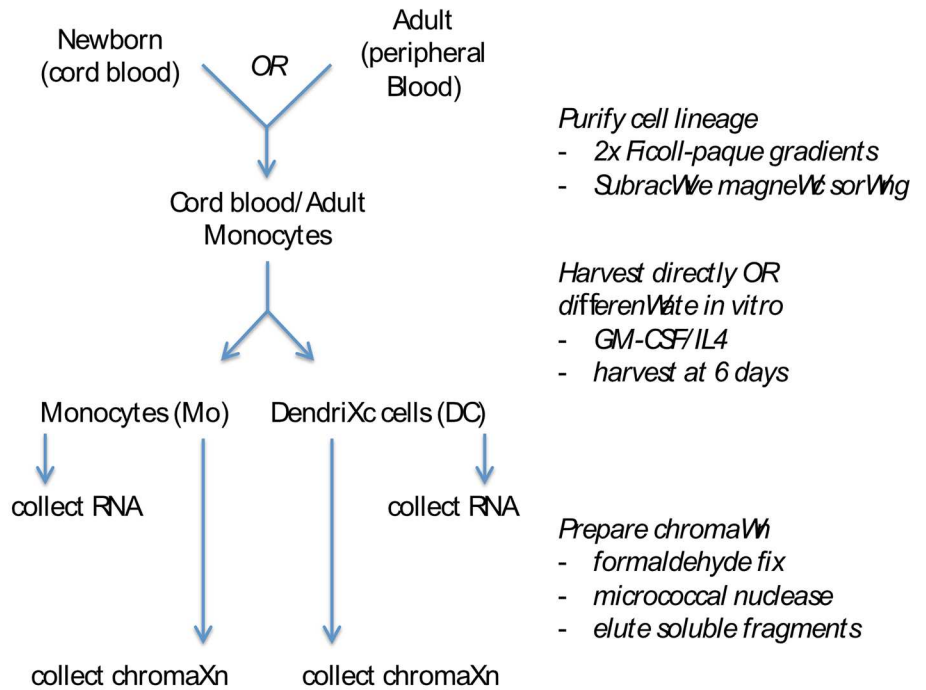 Newborn
(cord blood)
OR
Adult
(peripheral
Blood)
Purify cell lineage
- 2x Ficoll-paque gradients
- SubracWve magneWc sorWng
Cord blood/Adult
Monocytes
Harvest directly OR
differenWate in vitro
- GM-CSF/IL4
- harvest at 6 days
Monocytes (Mo)
DendriXc cells (DC)
collect RNA
collect RNA
Prepare chromaWn
- formaldehyde fix
- micrococcal nuclease
- elute soluble fragments
collect chromaXn
collect chromaXn